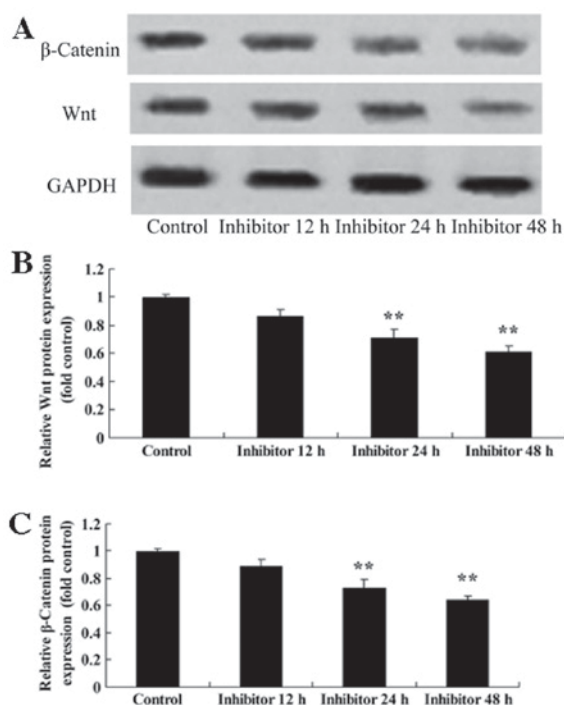 A
β-Catenin
Wnt
GAPDH
Control Inhibitor 12 h Inhibitor 24 h Inhibitor 48 h
B
Relative Wnt protein expression
(fold control)
1.2
1
0.8
0.6
0.4
0.2
0
**
**
Control Inhibitor 12 h Inhibitor 24 h Inhibitor 48 h
C
Relative β-Catenin protein
expression (fold control)
1.2
1
0.8
0.6
0.4
0.2
0
**
**
Control Inhibitor 12 h Inhibitor 24 h Inhibitor 48 h